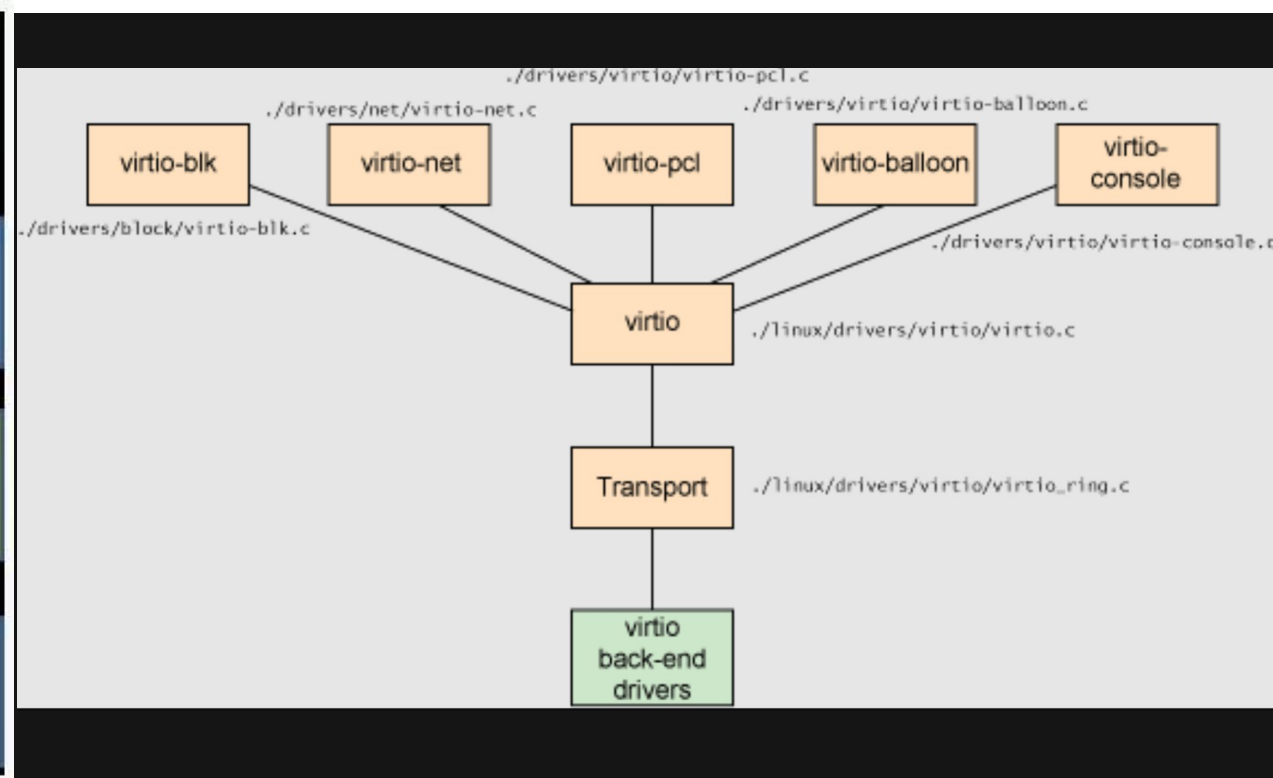 ./drivers/virtio/virtio-pcl.c
./drivers/net/virtio-net.c
./drivers/virtio/virtio-balloon.c
virtio-blk
virtio-net
virtio-pcl
virtio-balloon
virtio-
console
./drivers/block/virtio-blk.c
./drivers/virtio/virtio-console.c
virtio
./linux/drivers/virtio/virtio.c
Transport
./linux/drivers/virtio/virtio_ring.c
virtio
back-end
drivers